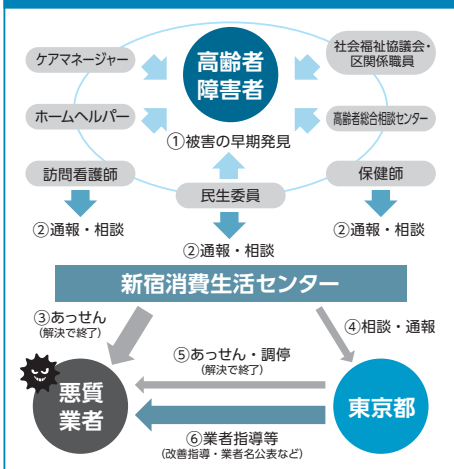 ケアマネージャー
高齢者
障害者
社会福祉協議会・
区関係職員
ホームヘルパー
高齢者総合相談センター
①被害の早期発見
訪問看護師
民生委員
保健師
②通報・相談
②通報・相談
②通報・相談
新宿消費生活センター
③あっせん
(解決で終了)
④相談・通報
⑤あっせん・調停
(解決で終了)
悪質
業者
東京都
⑥業者指導等
(改善指導・業者名公表など)